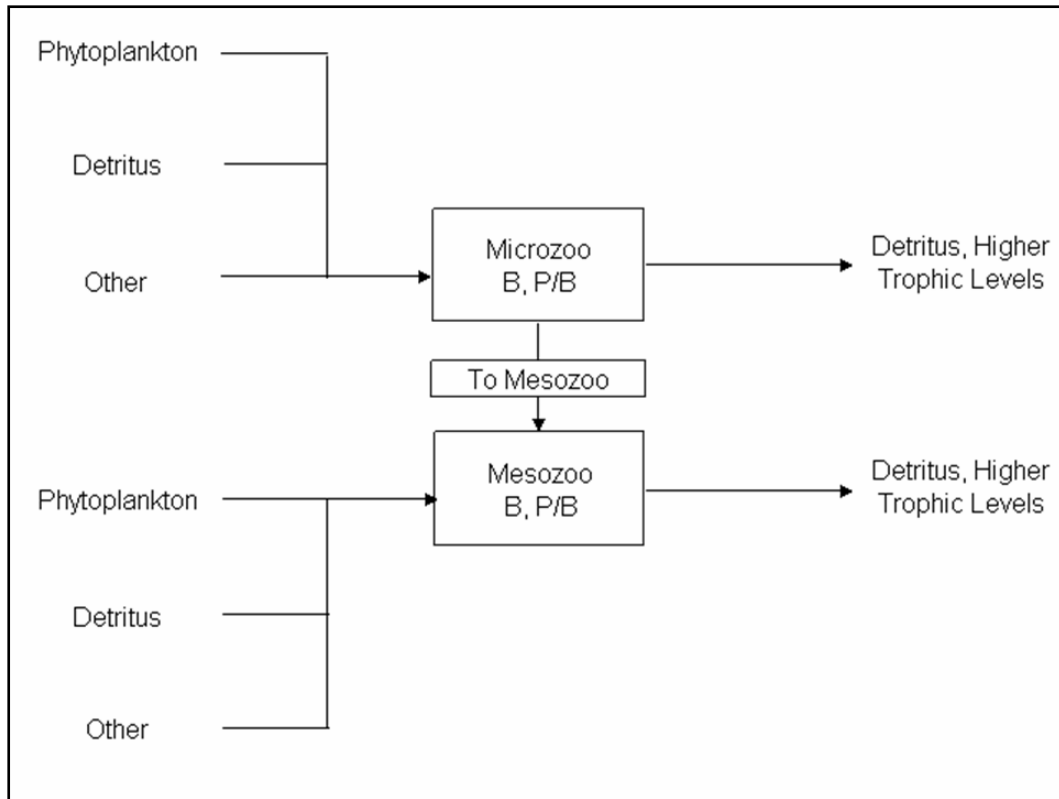 Phytoplankton
Detritus
Other
Microzoo
B, P/B
Detritus, Higher
Trophic Levels
To Mesozoo
Phytoplankton
Detritus
Other
Mesozoo
B, P/B
Detritus, Higher
Trophic Levels